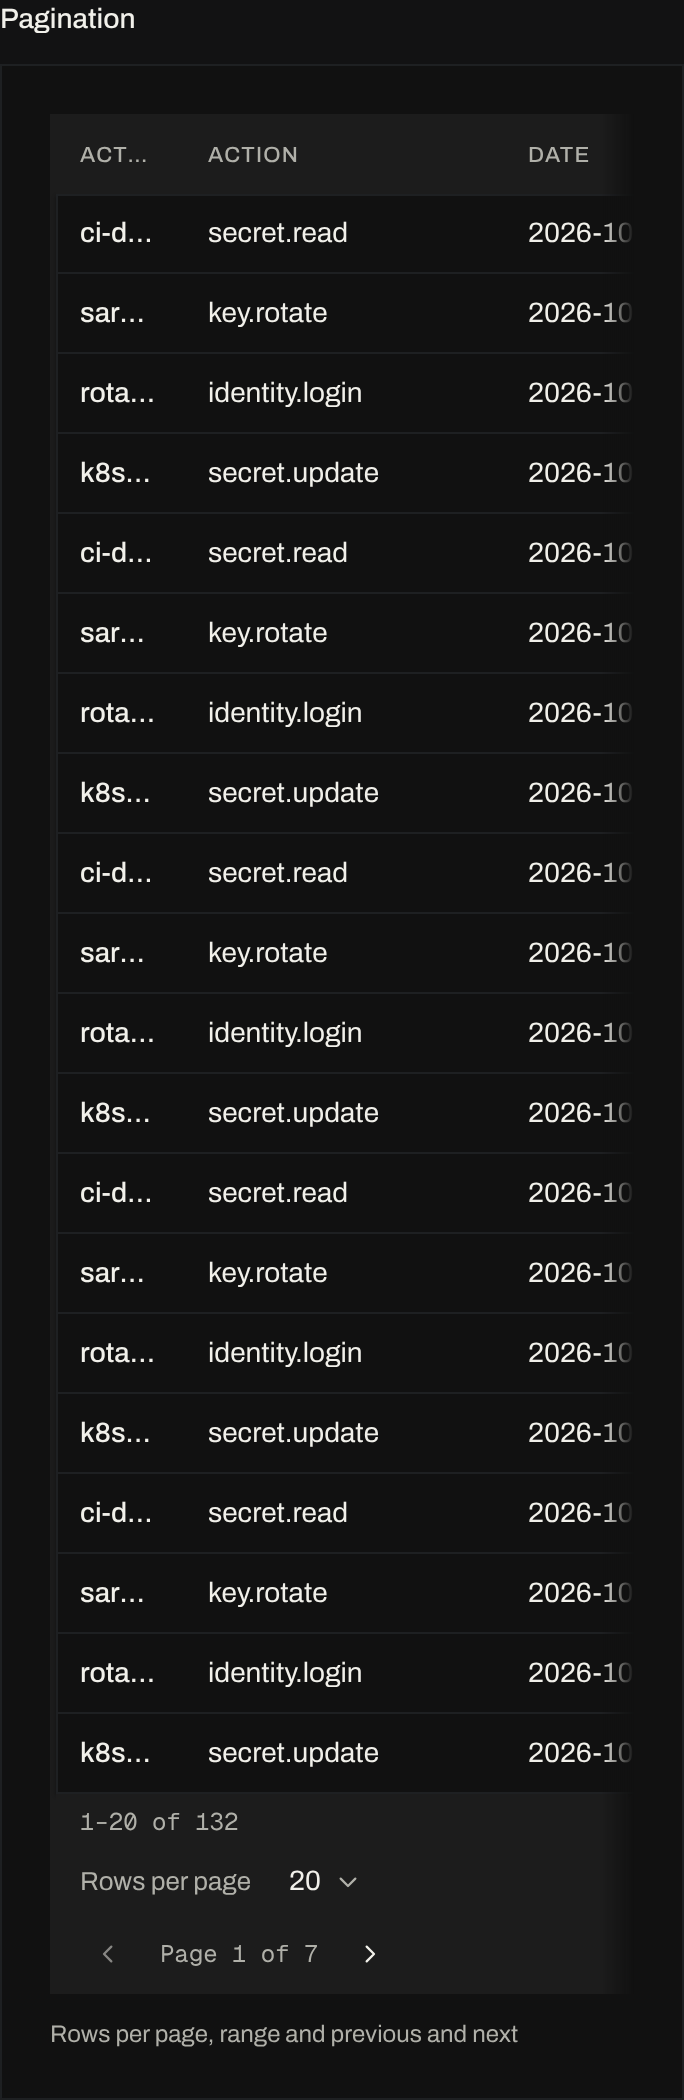 Pagination
ACT... ACTION DATE
ci-d... secret.read 2026-10
sar... key.rotate 2026-10
rota... identity.login 2026-10
k8s... secret.update 2026-10
ci-d... secret.read 2026-10
sar... key.rotate 2026-10
rota... identity.login 2026-10
k8s... secret.update 2026-10
ci-d... secret.read 2026-10
sar... key.rotate 2026-10
rota... identity.login 2026-10
k8s... secret.update 2026-10
ci-d... secret.read 2026-10
sar... key.rotate 2026-10
rota... identity.login 2026-10
k8s... secret.update 2026-10
ci-d... secret.read 2026-10
sar... key.rotate 2026-10
rota... identity.login 2026-10
k8s... secret.update 2026-10
1–20 of 132
Rows per page 20
Page 1 of 7
Rows per page, range and previous and next